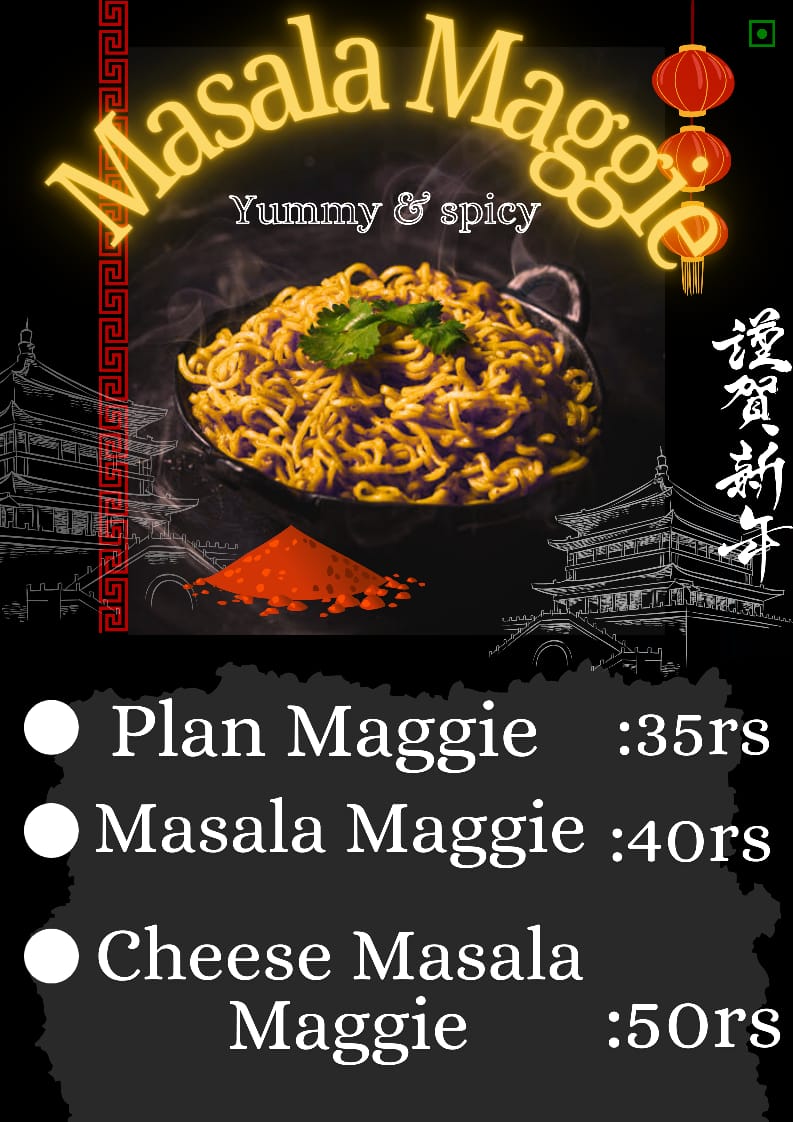 Masala Maggie
Yummy & spicy
謹賀新年
Plan Maggie :35rs
Masala Maggie :40rs
Cheese Masala
Maggie :50rs